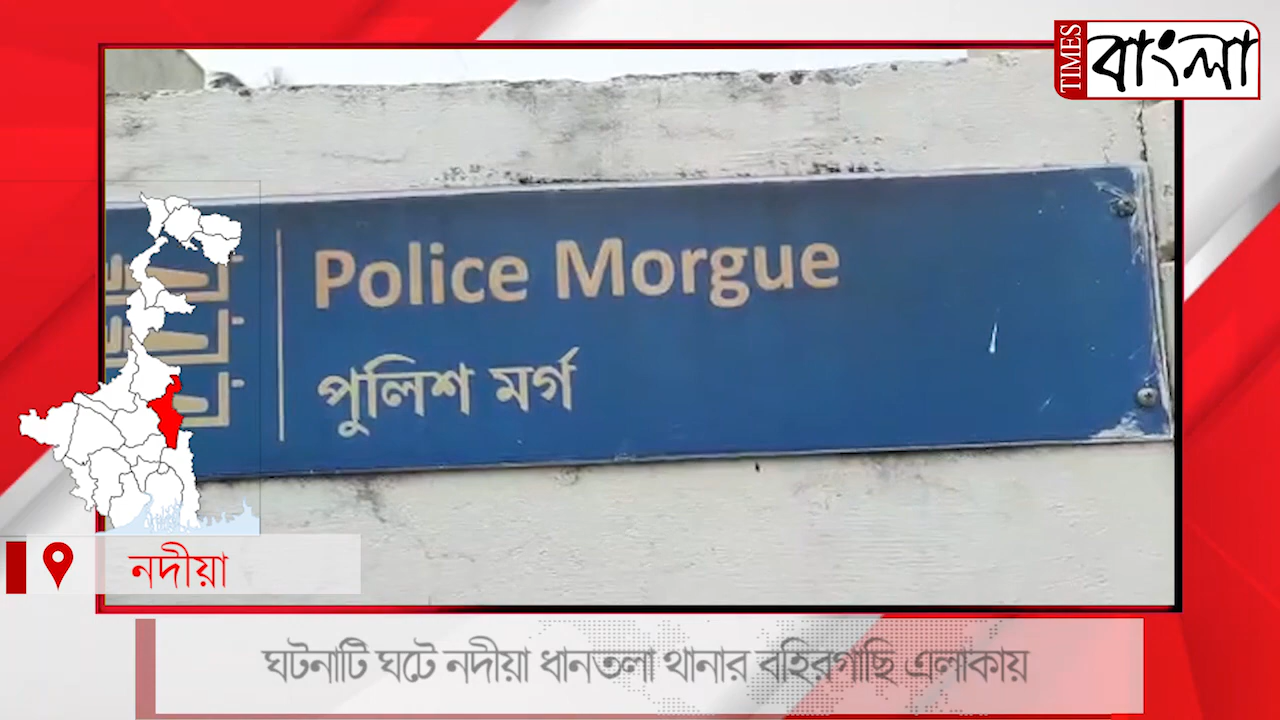 TIMES বাংলা
Police Morgue
পুলিশ মর্গ
নদীয়া
ঘটনাটি ঘটে নদীয়া ধানতলা থানার বহিরগাছি এলাকায়